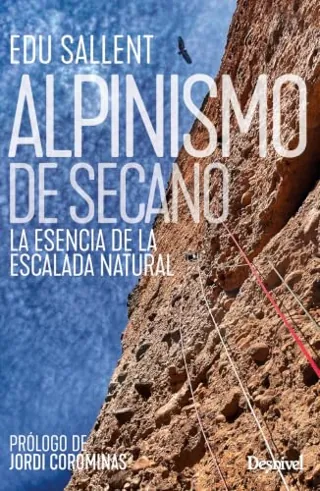 EDU SALLENT
ALPINISMO
DE SECANO
LA ESENCIA DE LA
ESCALADA NATURAL
PRÓLOGO DE
JORDI COROMINAS
Desnivel